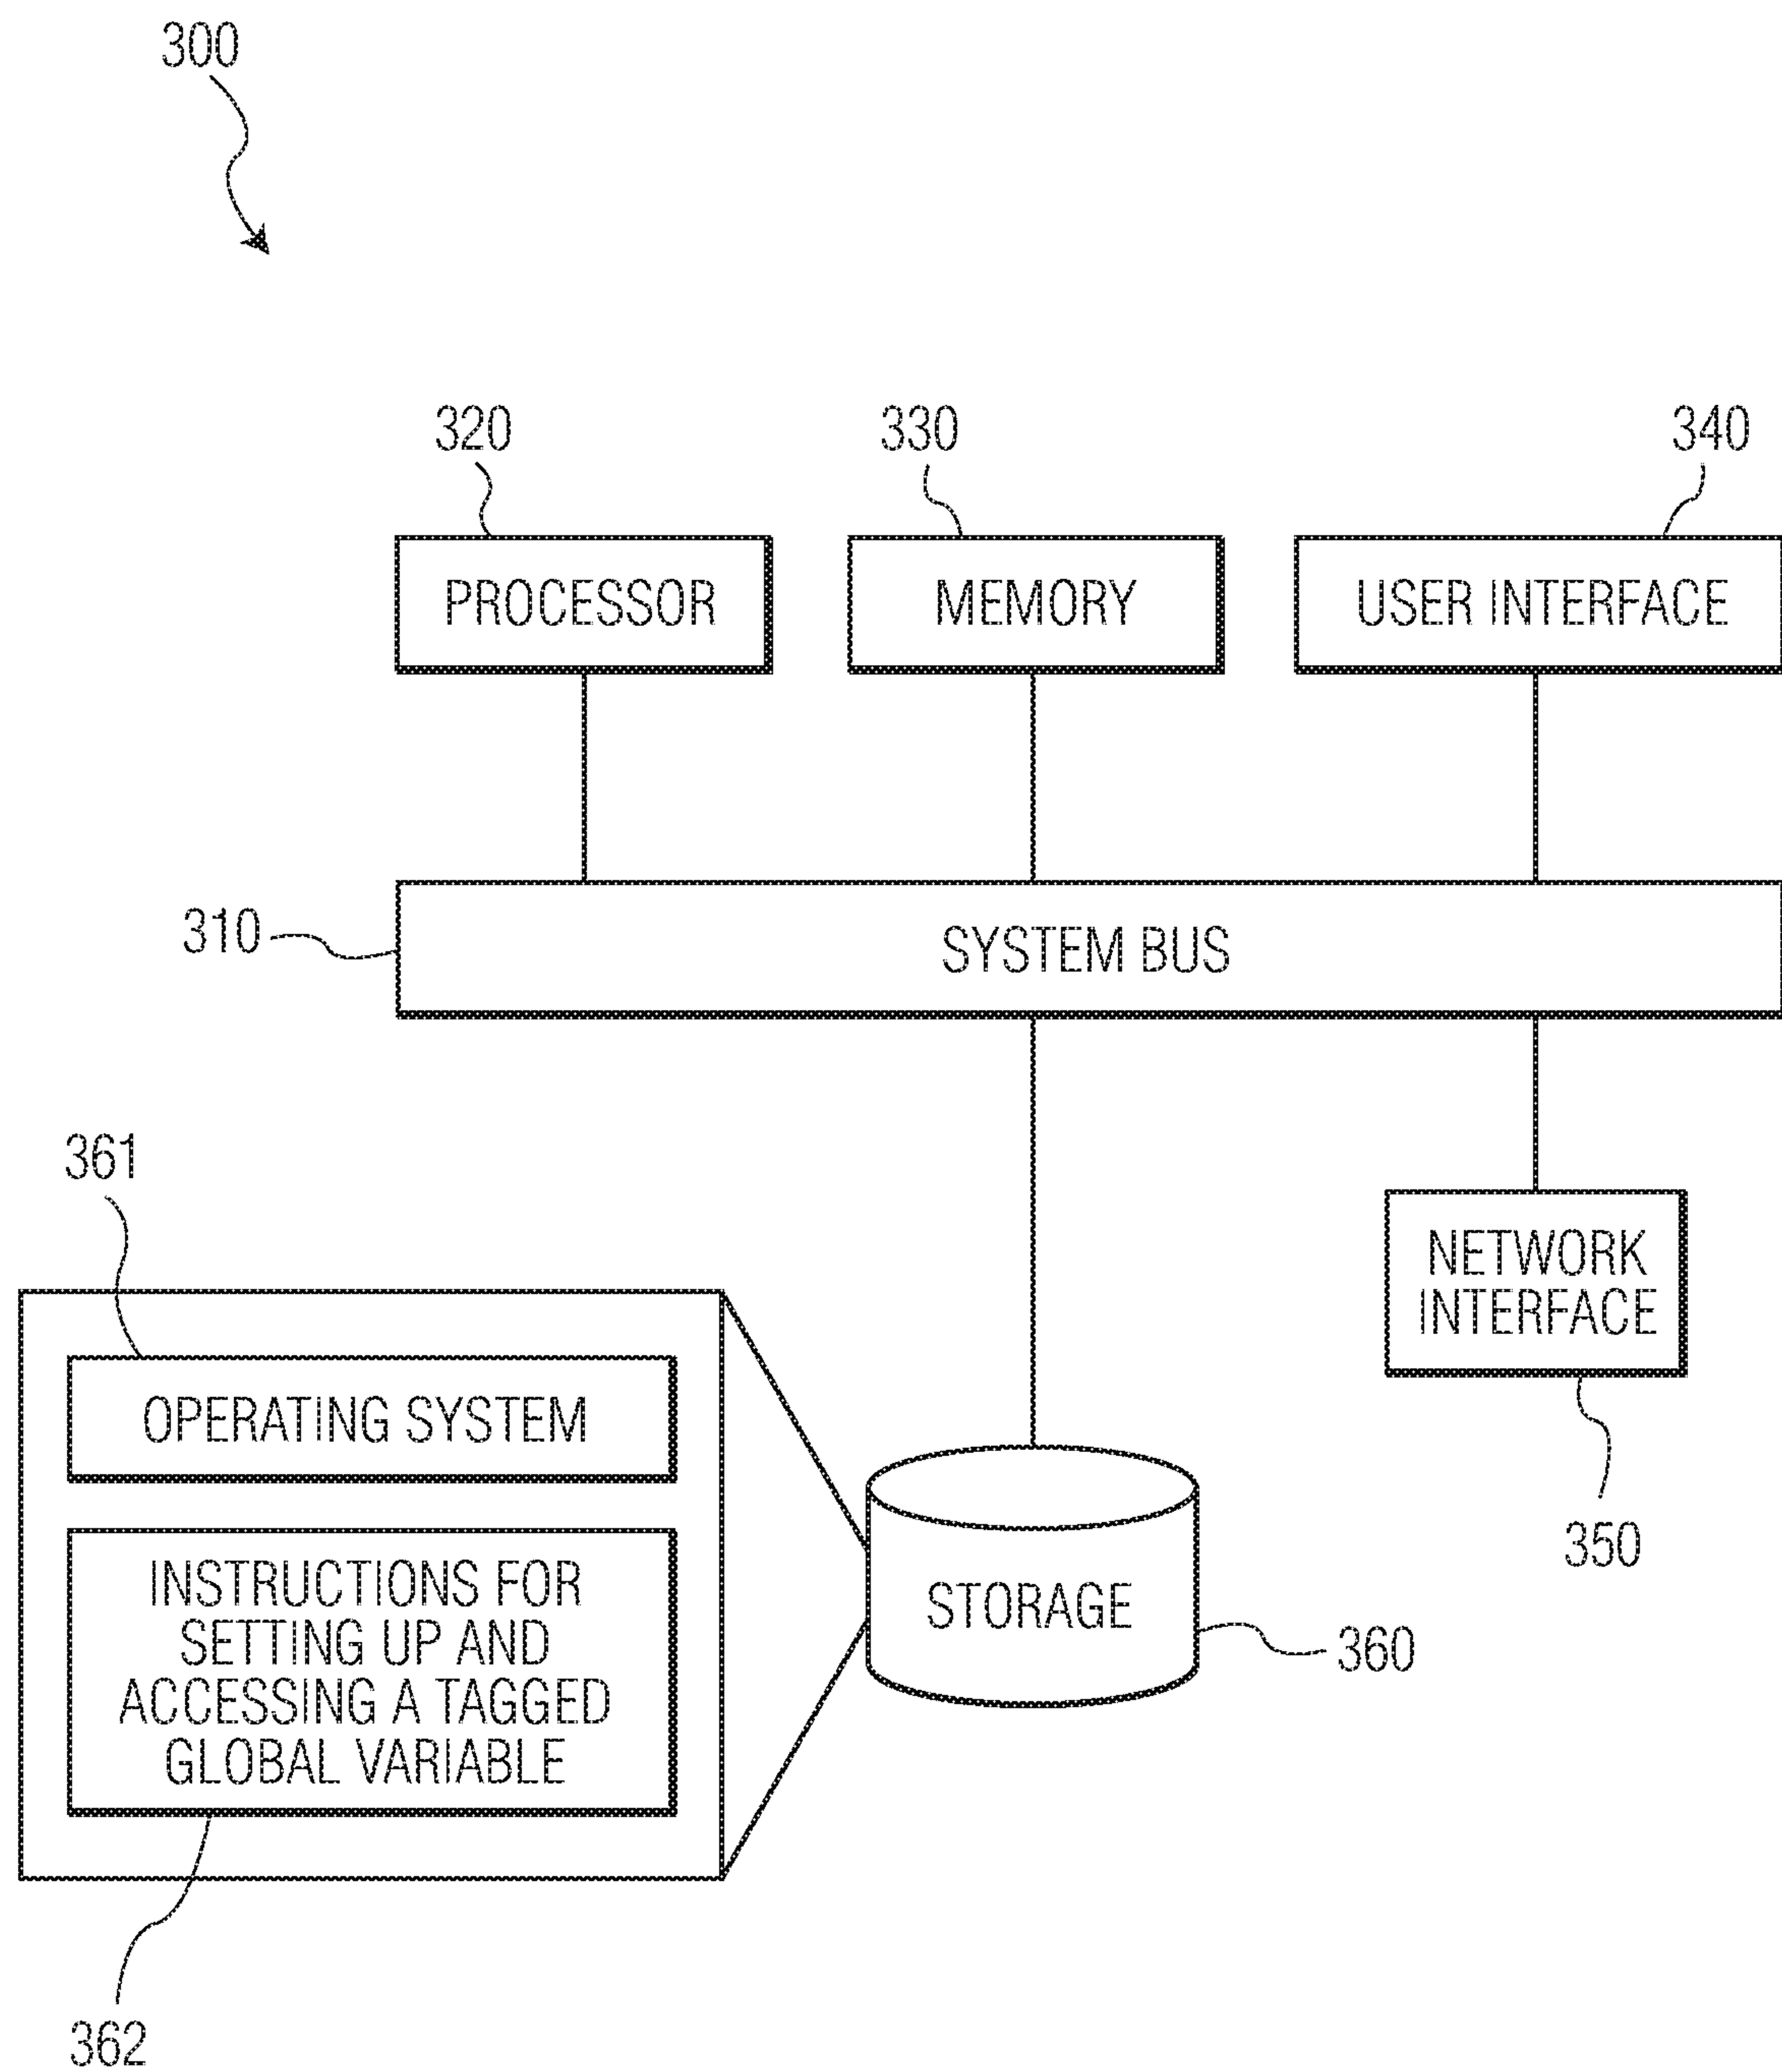 300
320
330
340
PROCESSOR
MEMORY
USER INTERFACE
310
SYSTEM BUS
361
NETWORK
INTERFACE
350
OPERATING SYSTEM
INSTRUCTIONS FOR
SETTING UP AND
ACCESSING A TAGGED
GLOBAL VARIABLE
STORAGE
360
362